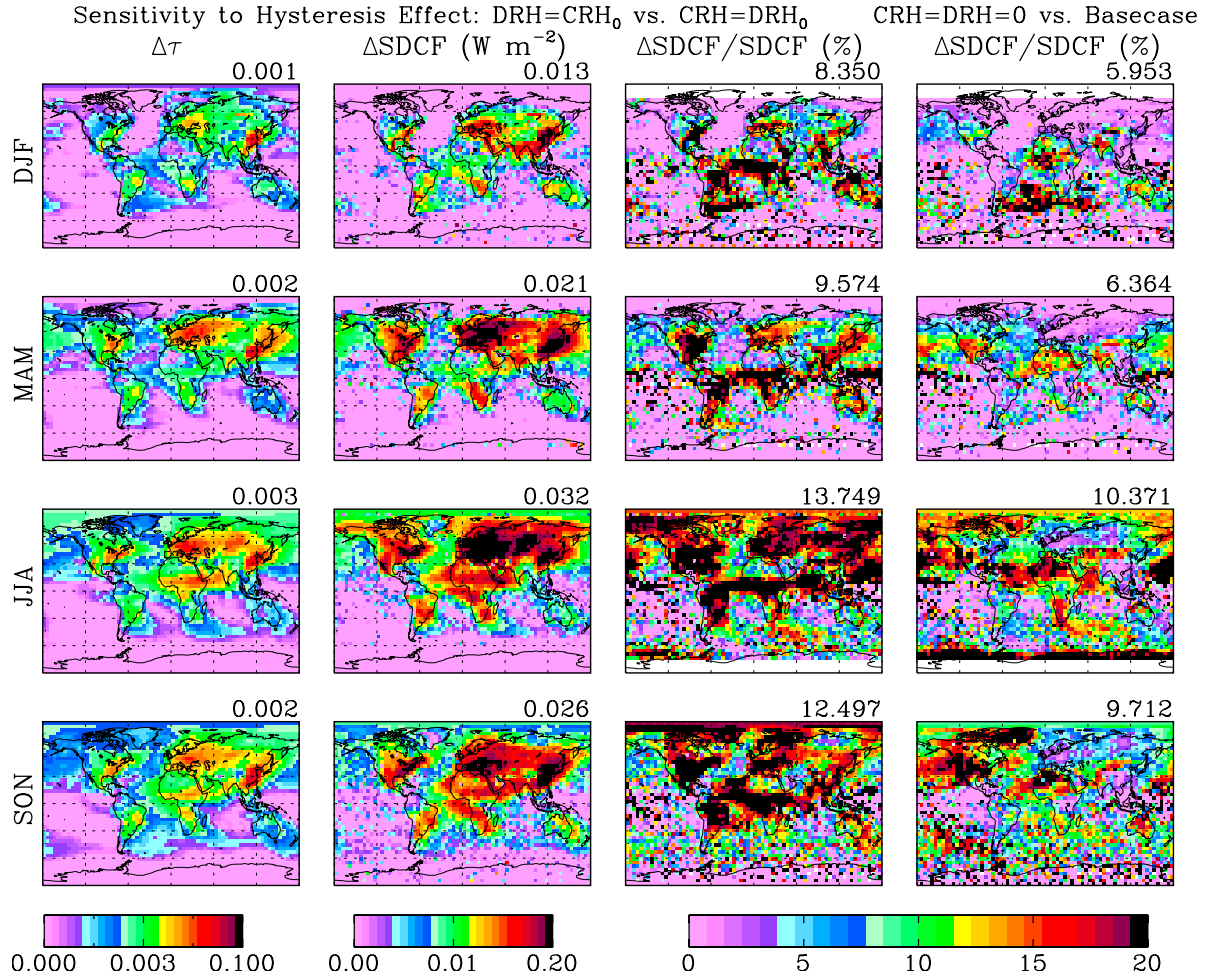 Sensitivity to Hysteresis Effect: DRH=CRH₀ vs. CRH=DRH₀ CRH=DRH=0 vs. Basecase
Δτ ΔSDCF (W m⁻²) ΔSDCF/SDCF (%) ΔSDCF/SDCF (%)
0.001 0.013 8.350 5.953
DJF
0.002 0.021 9.574 6.364
MAM
0.003 0.032 13.749 10.371
JJA
0.002 0.026 12.497 9.712
SON
0.000 0.003 0.100 0.00 0.01 0.20 0 5 10 15 20